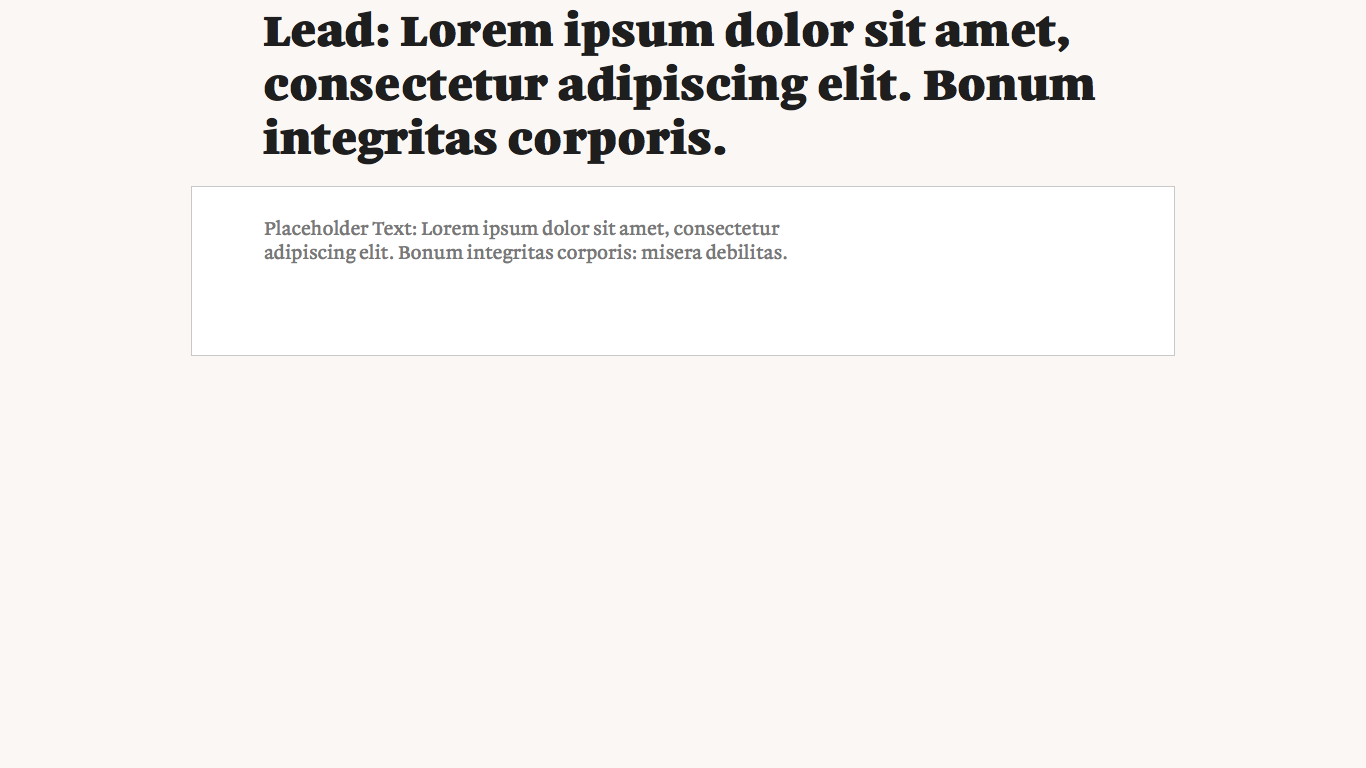 Lead: Lorem ipsum dolor sit amet,
consectetur adipiscing elit. Bonum
integritas corporis.
Placeholder Text: Lorem ipsum dolor sit amet, consectetur
adipiscing elit. Bonum integritas corporis: misera debilitas.